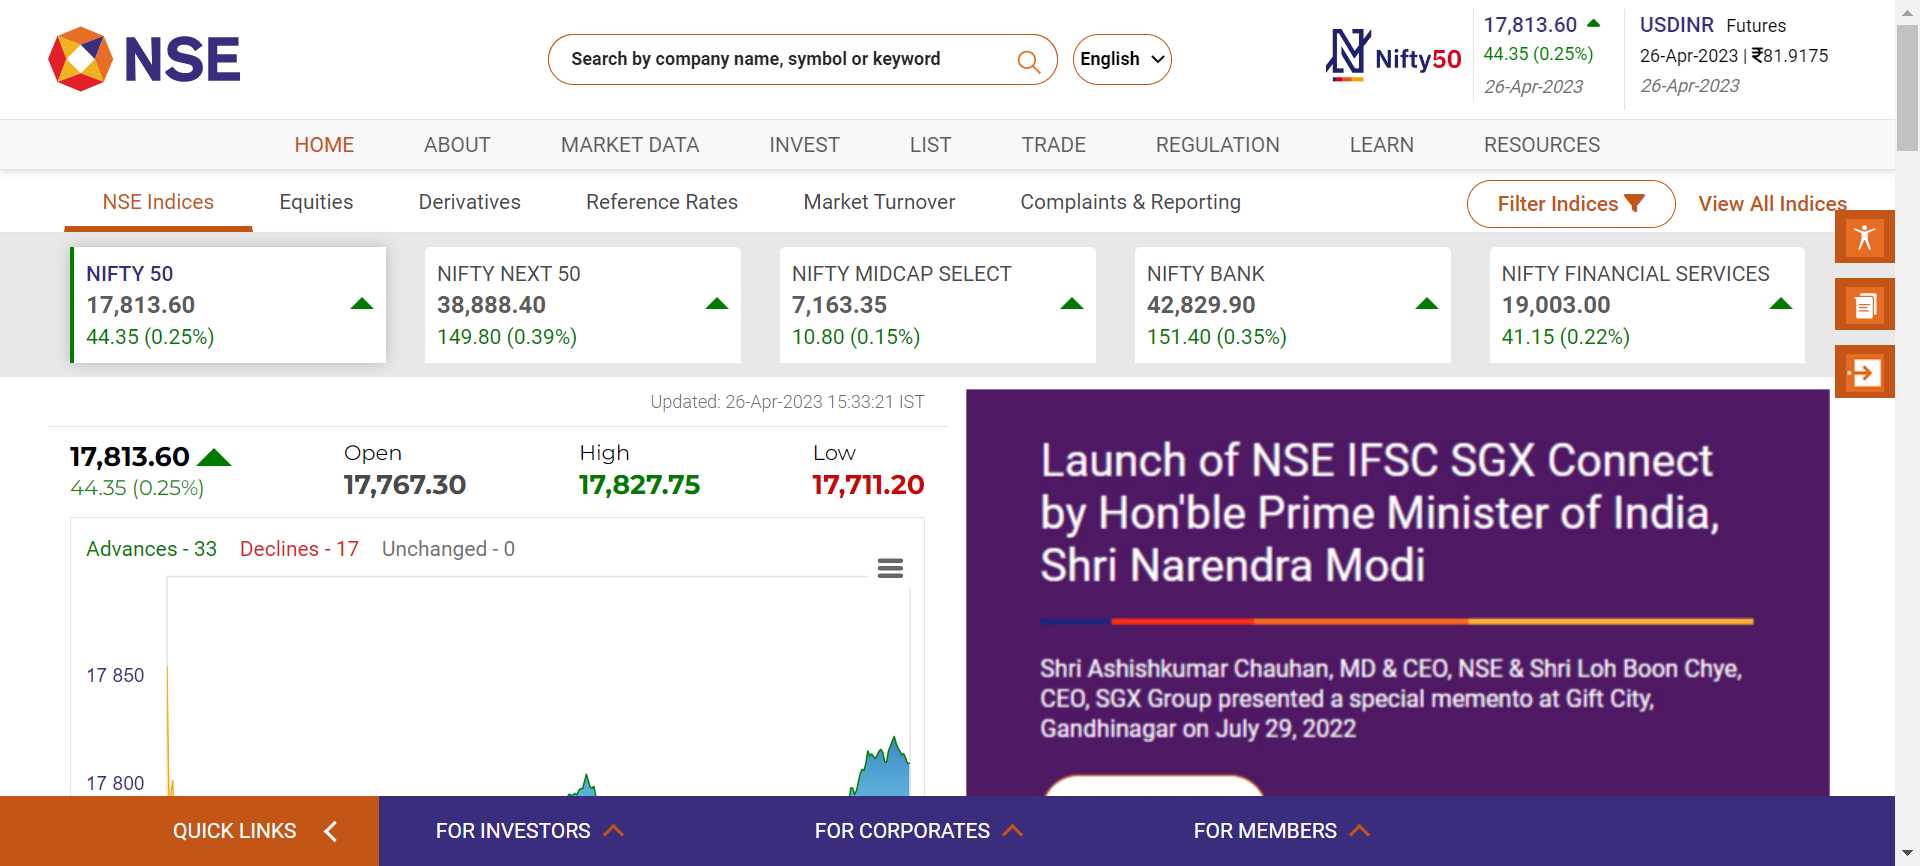 NSE
Search by company name, symbol or keyword
English
Nifty50
17,813.60
44.35 (0.25%)
26-Apr-2023
USDINR Futures
26-Apr-2023 | ₹81.9175
26-Apr-2023
HOME ABOUT MARKET DATA INVEST LIST TRADE REGULATION LEARN RESOURCES
NSE Indices Equities Derivatives Reference Rates Market Turnover Complaints & Reporting Filter Indices View All Indices
NIFTY 50
17,813.60
44.35 (0.25%)
NIFTY NEXT 50
38,888.40
149.80 (0.39%)
NIFTY MIDCAP SELECT
7,163.35
10.80 (0.15%)
NIFTY BANK
42,829.90
151.40 (0.35%)
NIFTY FINANCIAL SERVICES
19,003.00
41.15 (0.22%)
Updated: 26-Apr-2023 15:33:21 IST
17,813.60
44.35 (0.25%)
Open
17,767.30
High
17,827.75
Low
17,711.20
Advances - 33 Declines - 17 Unchanged - 0
17 850
17 800
Launch of NSE IFSC SGX Connect
by Hon'ble Prime Minister of India,
Shri Narendra Modi
Shri Ashishkumar Chauhan, MD & CEO, NSE & Shri Loh Boon Chye,
CEO, SGX Group presented a special memento at Gift City,
Gandhinagar on July 29, 2022
QUICK LINKS FOR INVESTORS FOR CORPORATES FOR MEMBERS